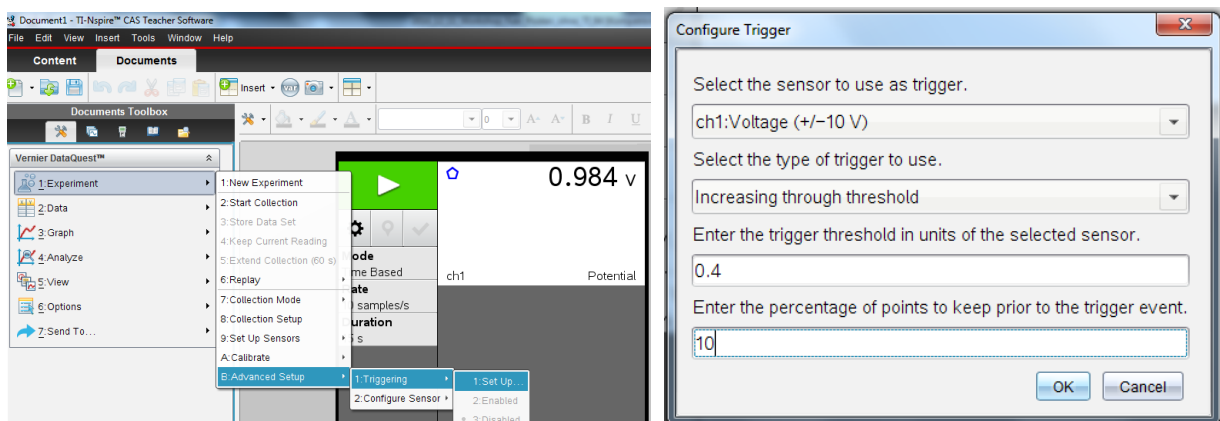 Document1 - TI-Nspire™ CAS Teacher Software
File Edit View Insert Tools Window Help
Content Documents
Insert
Documents Toolbox
0 A- A+ B I U
Vernier DataQuest™
1:Experiment
2:Data
3:Graph
4:Analyze
5:View
6:Options
7:Send To...
1:New Experiment
2:Start Collection
3:Store Data Set
4:Keep Current Reading
5:Extend Collection (60 s)
6:Replay
7:Collection Mode
8:Collection Setup
9:Set Up Sensors
A:Calibrate
B:Advanced Setup
1:Triggering
2:Configure Sensor
1:Set Up...
2:Enabled
3:Disabled
0.984 V
ode
me Based
ate
samples/s
uration
s
ch1 Potential
Configure Trigger
Select the sensor to use as trigger.
ch1:Voltage (+/−10 V)
Select the type of trigger to use.
Increasing through threshold
Enter the trigger threshold in units of the selected sensor.
0.4
Enter the percentage of points to keep prior to the trigger event.
10
OK Cancel